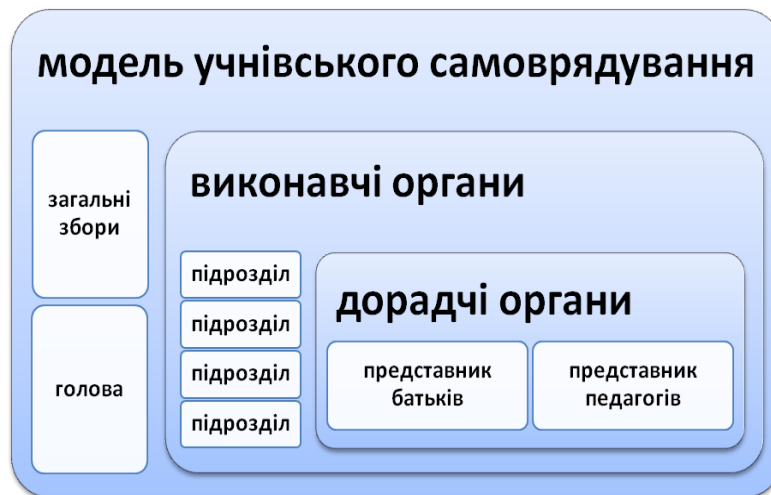 модель учнівського самоврядування
загальні
збори
голова
виконавчі органи
підрозділ
підрозділ
підрозділ
підрозділ
дорадчі органи
представник
батьків
представник
педагогів